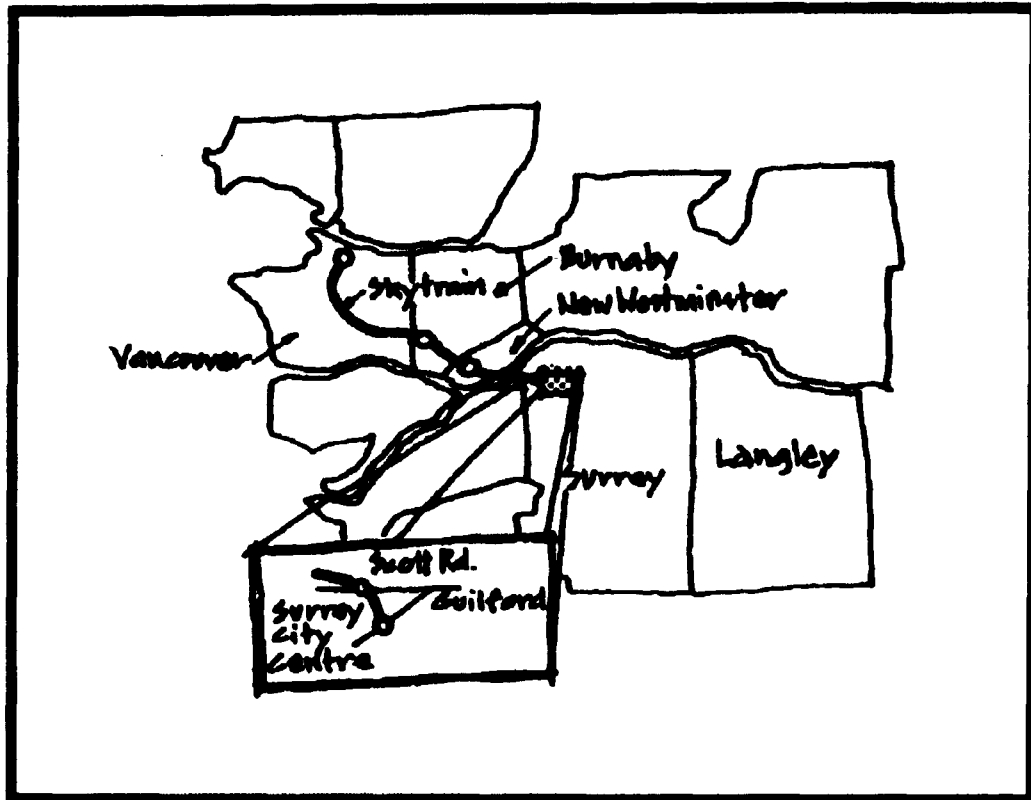 Burnaby
Skytrain
New Westminster
Vancouver
Langley
Surrey
Scott Rd.
Guilford
Surrey
City
Centre